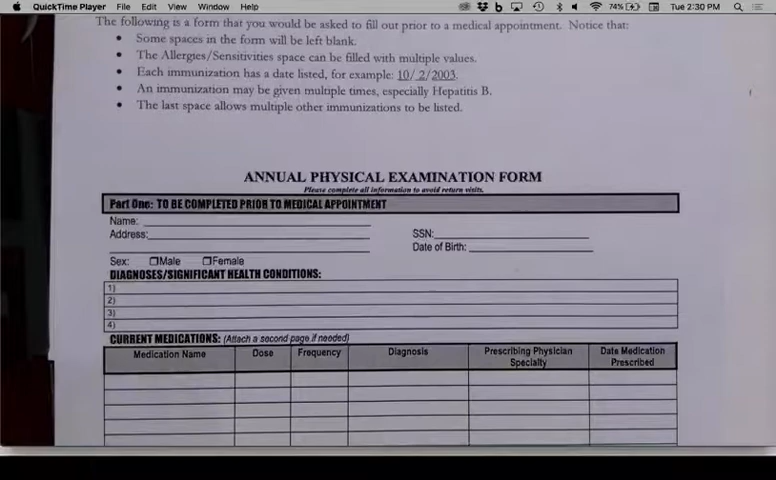 QuickTime Player File Edit View Window Help 74% Tue 2:30 PM
The following is a form that you would be asked to fill out prior to a medical appointment. Notice that:
• Some spaces in the form will be left blank.
• The Allergies/Sensitivities space can be filled with multiple values.
• Each immunization has a date listed, for example: 10/ 2/2003.
• An immunization may be given multiple times, especially Hepatitis B.
• The last space allows multiple other immunizations to be listed.
ANNUAL PHYSICAL EXAMINATION FORM
Please complete all information to avoid return visits.
Part One: TO BE COMPLETED PRIOR TO MEDICAL APPOINTMENT
Name:
Address: SSN:
Date of Birth:
Sex: Male Female
DIAGNOSES/SIGNIFICANT HEALTH CONDITIONS:
1)
2)
3)
4)
CURRENT MEDICATIONS: (Attach a second page if needed)
Medication Name Dose Frequency Diagnosis Prescribing Physician Specialty Date Medication Prescribed